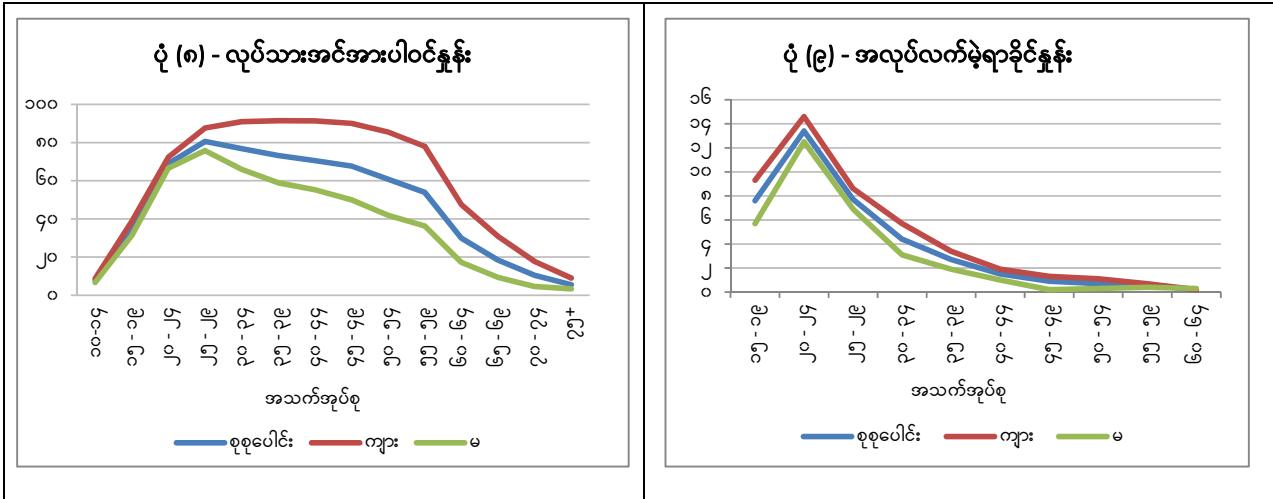 ပုံ (၈) - လုပ်သားအင်အားပါဝင်နှုန်း
၁၀၀
၈၀
၆၀
၄၀
၂၀
၀
၁၀-၁၄
၁၅ - ၁၉
၂၀ - ၂၄
၂၅ - ၂၉
၃၀ - ၃၄
၃၅ - ၃၉
၄၀ - ၄၄
၄၅ - ၄၉
၅၀ - ၅၄
၅၅ - ၅၉
၆၀ - ၆၄
၆၅ - ၆၉
၇၀ - ၇၄
၇၅+
အသက်အုပ်စု
စုစုပေါင်း
ကျား
မ
ပုံ (၉) - အလုပ်လက်မဲ့ရာခိုင်နှုန်း
၁၆
၁၄
၁၂
၁၀
၈
၆
၄
၂
၀
၁၅ - ၁၉
၂၀ - ၂၄
၂၅ - ၂၉
၃၀ - ၃၄
၃၅ - ၃၉
၄၀ - ၄၄
၄၅ - ၄၉
၅၀ - ၅၄
၅၅ - ၅၉
၆၀ - ၆၄
အသက်အုပ်စု
စုစုပေါင်း
ကျား
မ